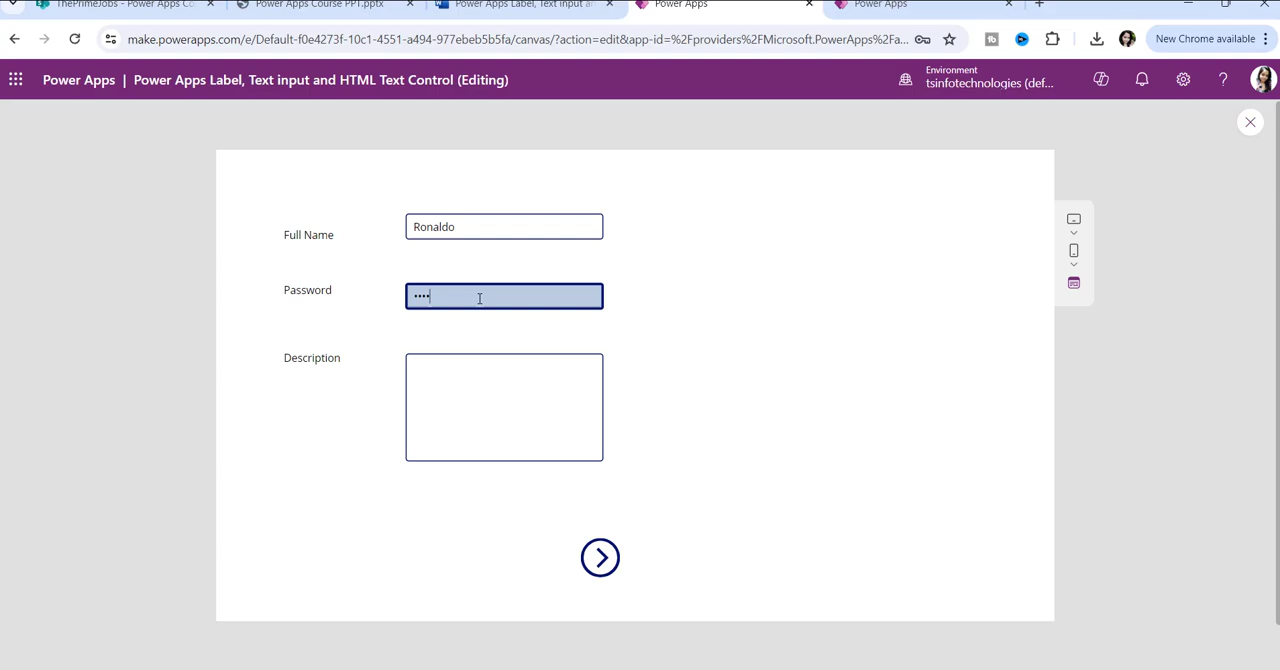 ThePrimeJobs - Power Apps Co
Power Apps Course PPT.pptx
Power Apps Label, Text input an
Power Apps
Power Apps
make.powerapps.com/e/Default-f0e4273f-10c1-4551-a494-977ebeb5b5fa/canvas/?action=edit&app-id=%2Fproviders%2FMicrosoft.PowerApps%2Fa...
New Chrome available
Power Apps | Power Apps Label, Text input and HTML Text Control (Editing)
Environment
tsinfotechnologies (def...
Full Name
Ronaldo
Password
••••
Description